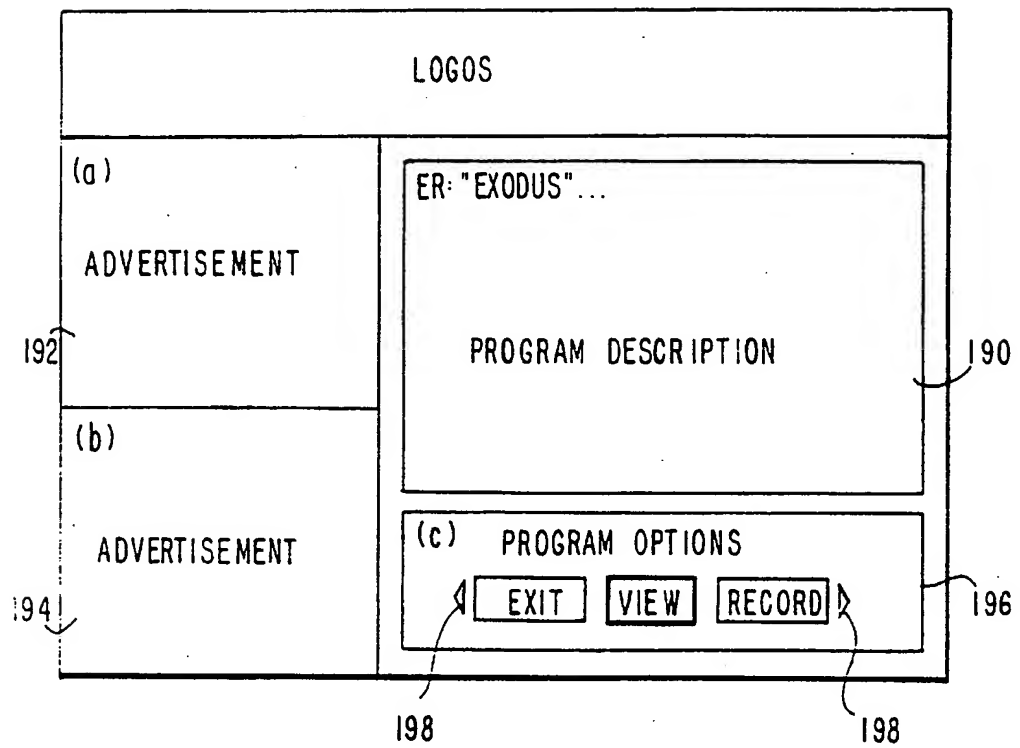 LOGOS
(a)
ADVERTISEMENT
192
(b)
ADVERTISEMENT
194
ER: "EXODUS"...
PROGRAM DESCRIPTION
190
(c) PROGRAM OPTIONS
EXIT VIEW RECORD
196
198 198